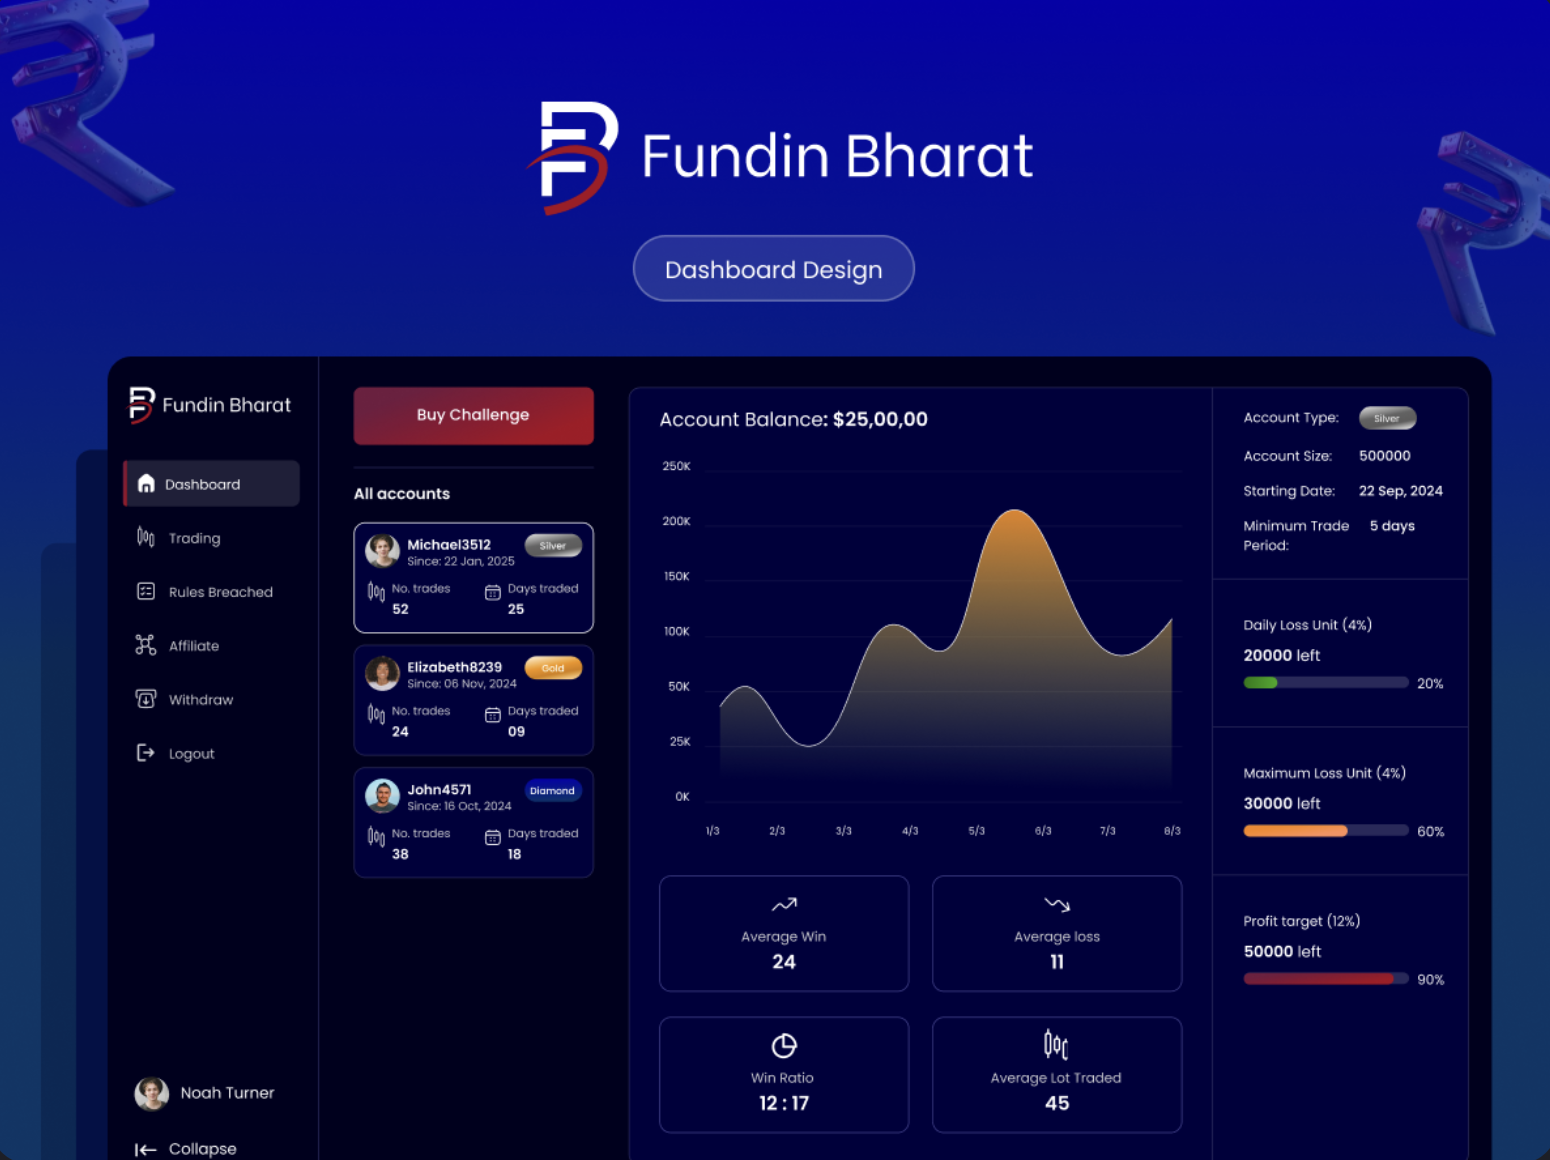 Fundin Bharat
Dashboard Design
Fundin Bharat
Dashboard
Trading
Rules Breached
Affiliate
Withdraw
Logout
Noah Turner
Collapse
Buy Challenge
All accounts
Michael3512
Silver
Since: 22 Jan, 2025
No. trades
52
Days traded
25
Elizabeth8239
Gold
Since: 06 Nov, 2024
No. trades
24
Days traded
09
John4571
Diamond
Since: 16 Oct, 2024
No. trades
38
Days traded
18
Account Balance: $25,00,00
250K
200K
150K
100K
50K
25K
0K
1/3 2/3 3/3 4/3 5/3 6/3 7/3 8/3
Average Win
24
Average loss
11
Win Ratio
12 : 17
Average Lot Traded
45
Account Type: Silver
Account Size: 500000
Starting Date: 22 Sep, 2024
Minimum Trade Period: 5 days
Daily Loss Unit (4%)
20000 left
20%
Maximum Loss Unit (4%)
30000 left
60%
Profit target (12%)
50000 left
90%